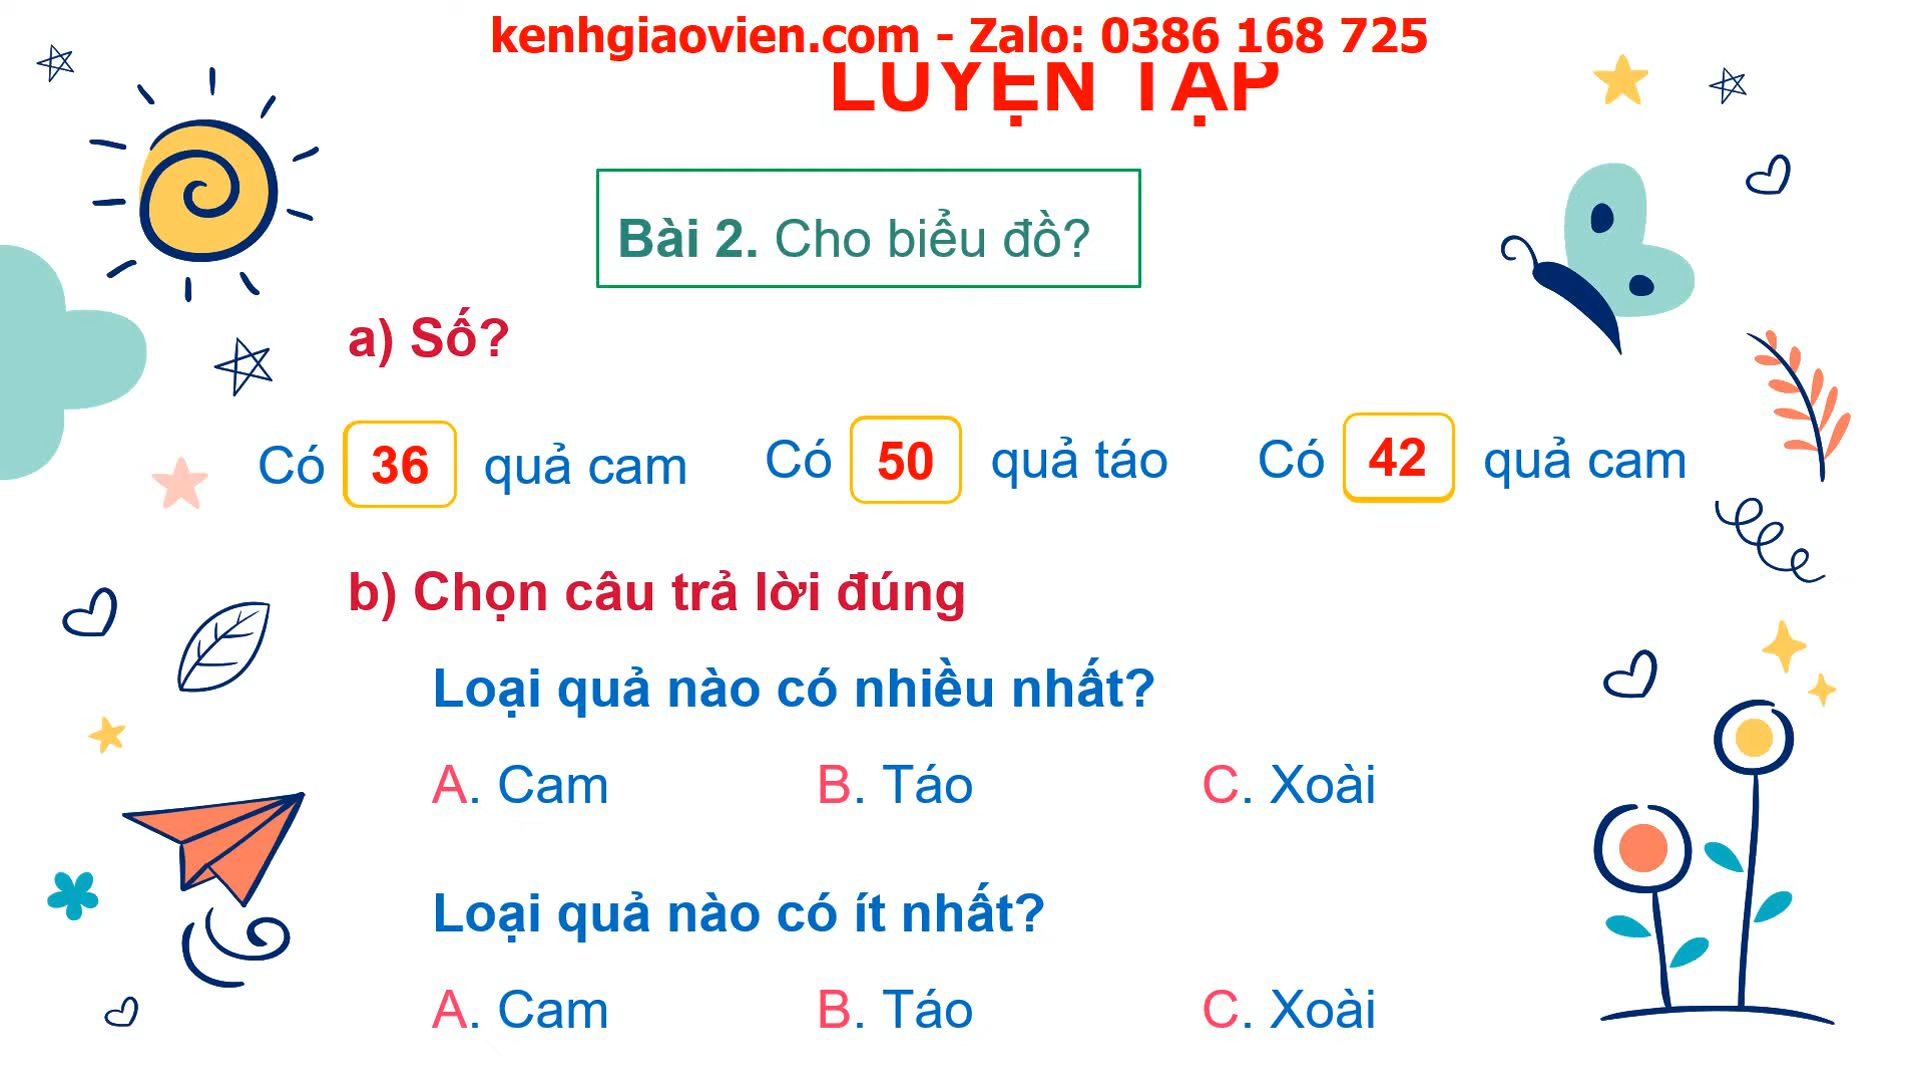 kenhgiaovien.com - Zalo: 0386 168 725
LUYỆN TẬP
Bài 2. Cho biểu đồ?
a) Số?
Có 36 quả cam Có 50 quả táo Có 42 quả cam
b) Chọn câu trả lời đúng
Loại quả nào có nhiều nhất?
A. Cam B. Táo C. Xoài
Loại quả nào có ít nhất?
A. Cam B. Táo C. Xoài